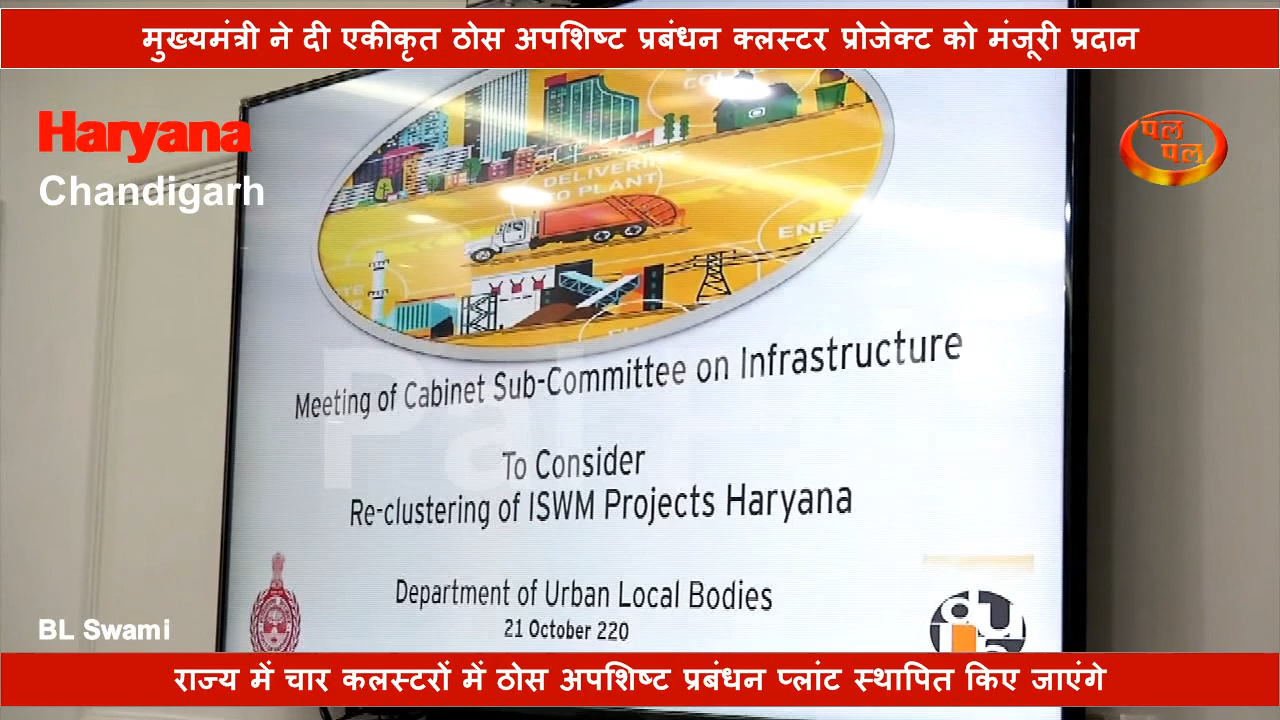 मुख्यमंत्री ने दी एकीकृत ठोस अपशिष्ट प्रबंधन क्लस्टर प्रोजेक्ट को मंजूरी प्रदान
Haryana
Chandigarh
पल
पल
DELIVERING
TO PLANT
Meeting of Cabinet Sub-Committee on Infrastructure
To Consider
Re-clustering of ISWM Projects Haryana
Department of Urban Local Bodies
21 October 220
BL Swami
राज्य में चार कलस्टरों में ठोस अपशिष्ट प्रबंधन प्लांट स्थापित किए जाएंगे